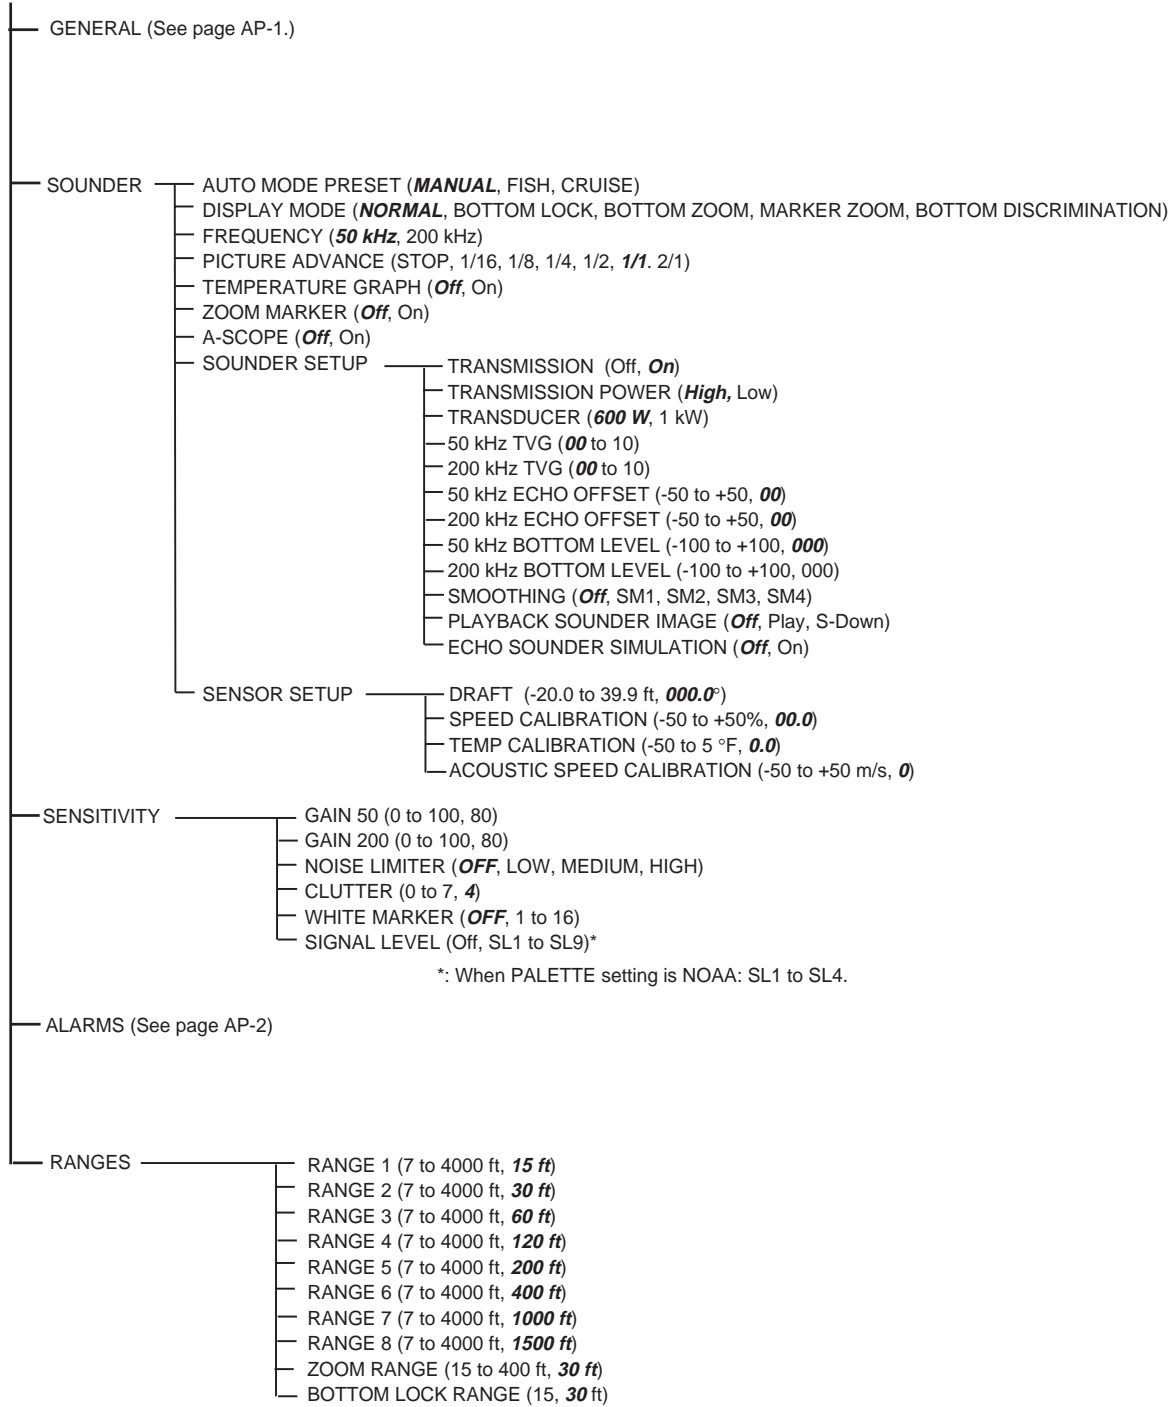 GENERAL (See page AP-1.)
SOUNDER
AUTO MODE PRESET (MANUAL, FISH, CRUISE)
DISPLAY MODE (NORMAL, BOTTOM LOCK, BOTTOM ZOOM, MARKER ZOOM, BOTTOM DISCRIMINATION)
FREQUENCY (50 kHz, 200 kHz)
PICTURE ADVANCE (STOP, 1/16, 1/8, 1/4, 1/2, 1/1. 2/1)
TEMPERATURE GRAPH (Off, On)
ZOOM MARKER (Off, On)
A-SCOPE (Off, On)
SOUNDER SETUP
TRANSMISSION (Off, On)
TRANSMISSION POWER (High, Low)
TRANSDUCER (600 W, 1 kW)
50 kHz TVG (00 to 10)
200 kHz TVG (00 to 10)
50 kHz ECHO OFFSET (-50 to +50, 00)
200 kHz ECHO OFFSET (-50 to +50, 00)
50 kHz BOTTOM LEVEL (-100 to +100, 000)
200 kHz BOTTOM LEVEL (-100 to +100, 000)
SMOOTHING (Off, SM1, SM2, SM3, SM4)
PLAYBACK SOUNDER IMAGE (Off, Play, S-Down)
ECHO SOUNDER SIMULATION (Off, On)
SENSOR SETUP
DRAFT (-20.0 to 39.9 ft, 000.0°)
SPEED CALIBRATION (-50 to +50%, 00.0)
TEMP CALIBRATION (-50 to 5 °F, 0.0)
ACOUSTIC SPEED CALIBRATION (-50 to +50 m/s, 0)
SENSITIVITY
GAIN 50 (0 to 100, 80)
GAIN 200 (0 to 100, 80)
NOISE LIMITER (OFF, LOW, MEDIUM, HIGH)
CLUTTER (0 to 7, 4)
WHITE MARKER (OFF, 1 to 16)
SIGNAL LEVEL (Off, SL1 to SL9)*
*: When PALETTE setting is NOAA: SL1 to SL4.
ALARMS (See page AP-2)
RANGES
RANGE 1 (7 to 4000 ft, 15 ft)
RANGE 2 (7 to 4000 ft, 30 ft)
RANGE 3 (7 to 4000 ft, 60 ft)
RANGE 4 (7 to 4000 ft, 120 ft)
RANGE 5 (7 to 4000 ft, 200 ft)
RANGE 6 (7 to 4000 ft, 400 ft)
RANGE 7 (7 to 4000 ft, 1000 ft)
RANGE 8 (7 to 4000 ft, 1500 ft)
ZOOM RANGE (15 to 400 ft, 30 ft)
BOTTOM LOCK RANGE (15, 30 ft)